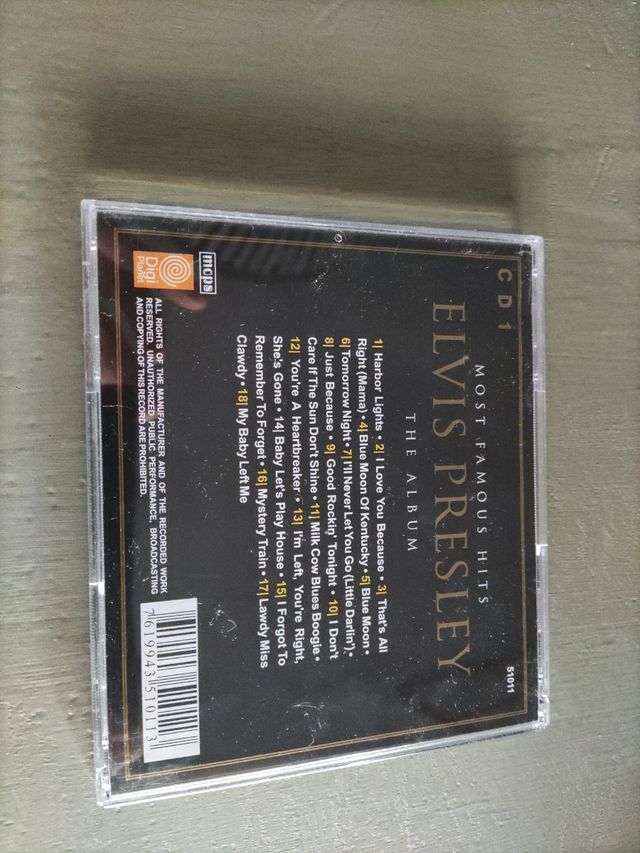 CD 1
51011
MOST FAMOUS HITS
ELVIS PRESLEY
THE ALBUM
1| Harbor Lights • 2| I Love You Because • 3| That's All
Right (Mama) • 4| Blue Moon Of Kentucky • 5| Blue Moon •
6| Tomorrow Night • 7| I'll Never Let You Go (Little Darlin') •
8| Just Because • 9| Good Rockin' Tonight • 10| I Don't
Care If The Sun Don't Shine • 11| Milk Cow Blues Boogie •
12| You're A Heartbreaker • 13| I'm Left, You're Right,
She's Gone • 14| Baby Let's Play House • 15| I Forgot To
Remember To Forget • 16| Mystery Train • 17| Lawdy Miss
Clawdy • 18| My Baby Left Me
mcps
Digi
Planet
ALL RIGHTS OF THE MANUFACTURER AND OF THE RECORDED WORK
RESERVED. UNAUTHORIZED PUBLIC PERFORMANCE, BROADCASTING
AND COPYING OF THIS RECORD ARE PROHIBITED.
7 619943 510113